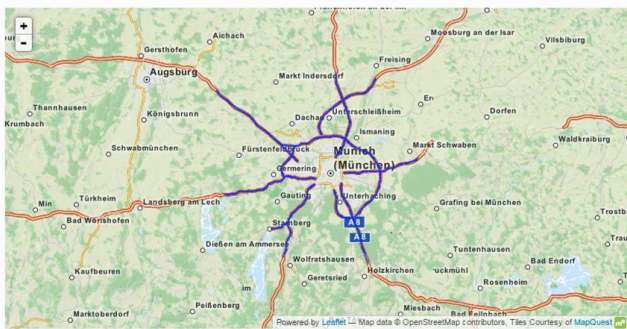 +
-
Aichach
Moosburg an der Isar
Vilsbiburg
Gersthofen
Freising
Augsburg
Markt Indersdorf
Thannhausen
Krumbach
Königsbrunn
Dachau
Unterschleißheim
Dorfen
Ismaning
Waldkraiburg
Schwabmünchen
Fürstenfeldbruck
Munich
(München)
Markt Schwaben
Germering
Türkheim
Landsberg am Lech
Gauting
Unterhaching
Grafing bei München
Bad Wörishofen
Starnberg
A 8
A 8
Dießen am Ammersee
Tuntenhausen
Wolfratshausen
Bad Endorf
Kaufbeuren
Geretsried
Holzkirchen
Rosenheim
Peißenberg
Miesbach
Marktoberdorf
Bad Feilnbach
Powered by Leaflet — Map data © OpenStreetMap contributors, Tiles Courtesy of MapQuest